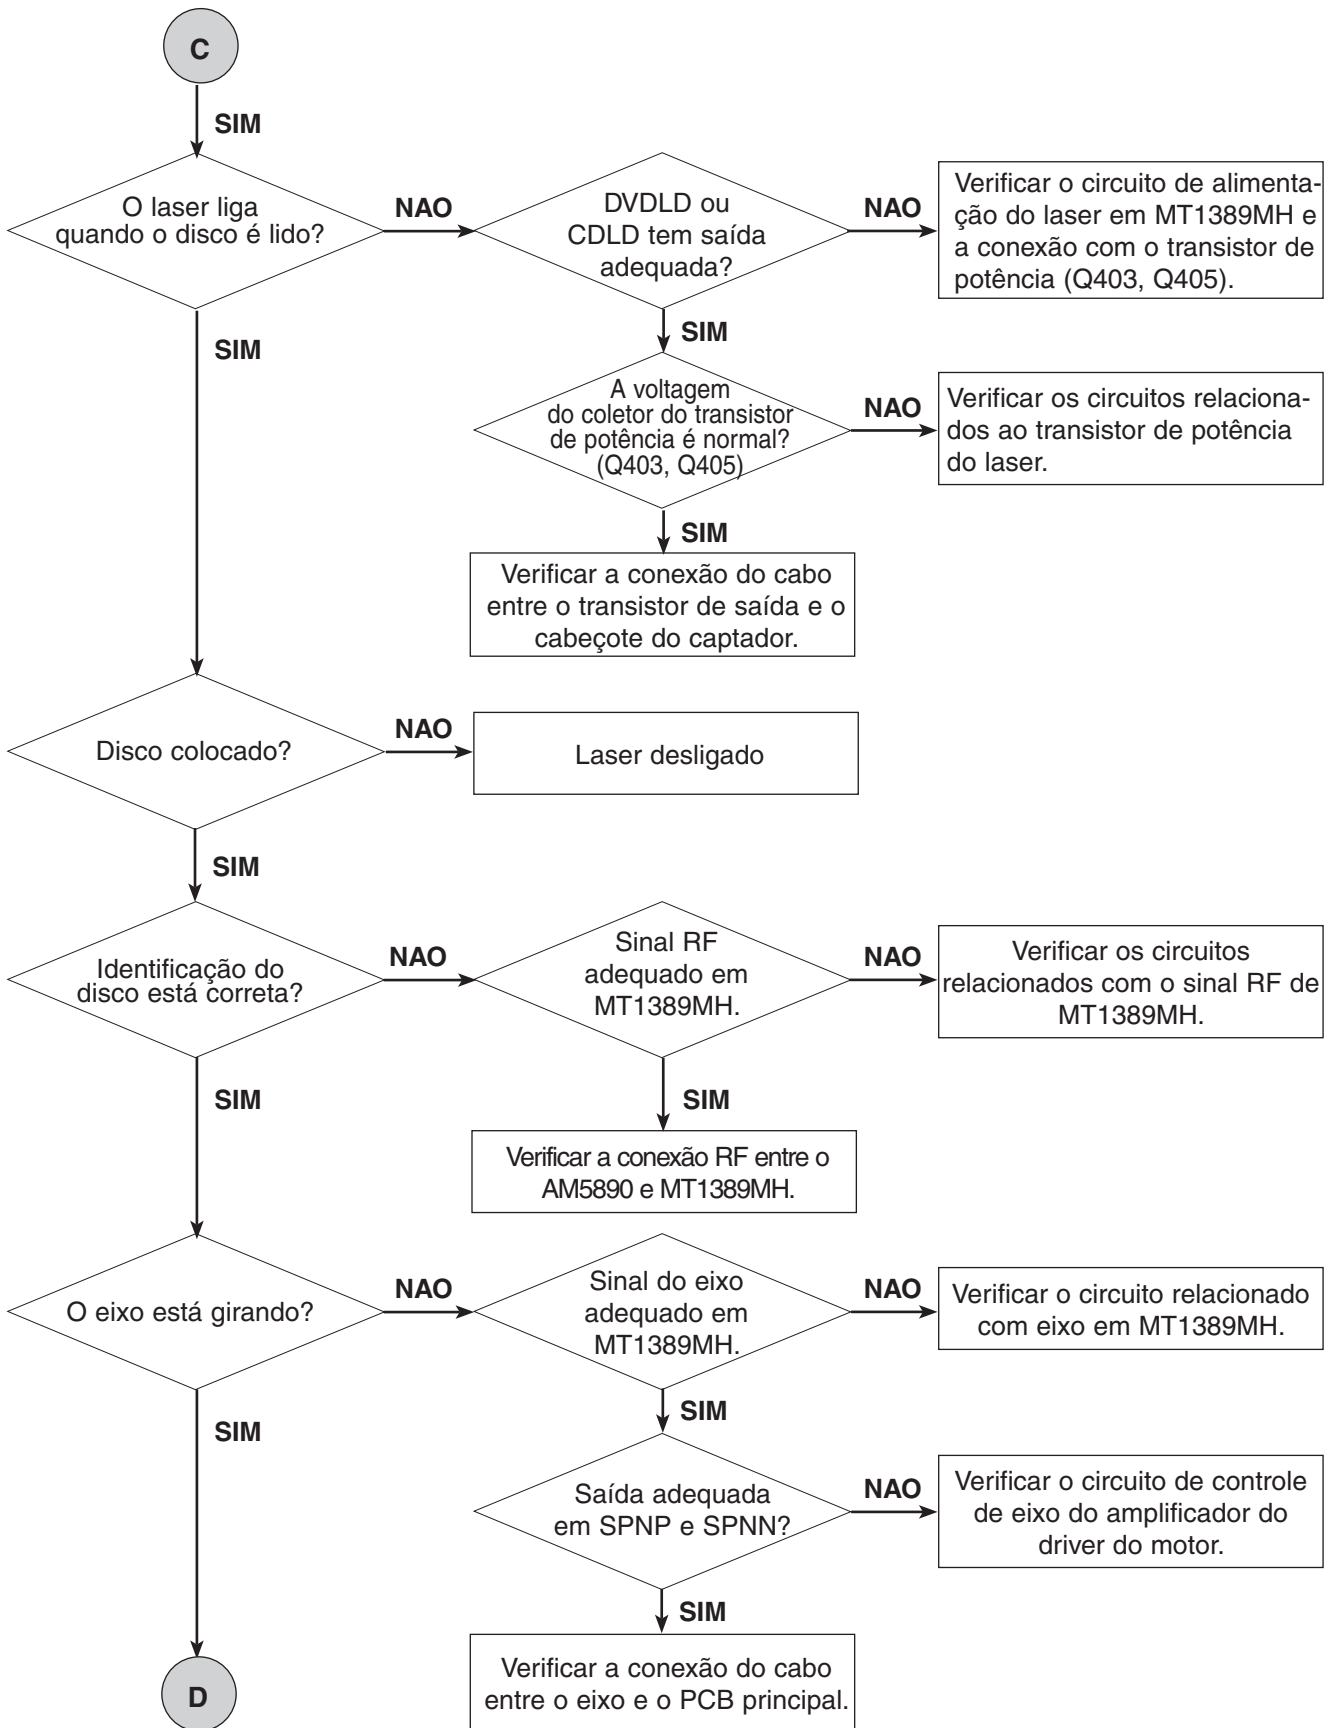 C
SIM
O laser liga
quando o disco é lido?
NAO
DVDLD ou
CDLD tem saída
adequada?
NAO
Verificar o circuito de alimenta-
ção do laser em MT1389MH e
a conexão com o transistor de
potência (Q403, Q405).
SIM
SIM
A voltagem
do coletor do transistor
de potência é normal?
(Q403, Q405)
NAO
Verificar os circuitos relaciona-
dos ao transistor de potência
do laser.
SIM
Verificar a conexão do cabo
entre o transistor de saída e o
cabeçote do captador.
Disco colocado?
NAO
Laser desligado
SIM
Identificação do
disco está correta?
NAO
Sinal RF
adequado em
MT1389MH.
NAO
Verificar os circuitos
relacionados com o sinal RF de
MT1389MH.
SIM
SIM
Verificar a conexão RF entre o
AM5890 e MT1389MH.
O eixo está girando?
NAO
Sinal do eixo
adequado em
MT1389MH.
NAO
Verificar o circuito relacionado
com eixo em MT1389MH.
SIM
SIM
Saída adequada
em SPNP e SPNN?
NAO
Verificar o circuito de controle
de eixo do amplificador do
driver do motor.
SIM
Verificar a conexão do cabo
entre o eixo e o PCB principal.
D